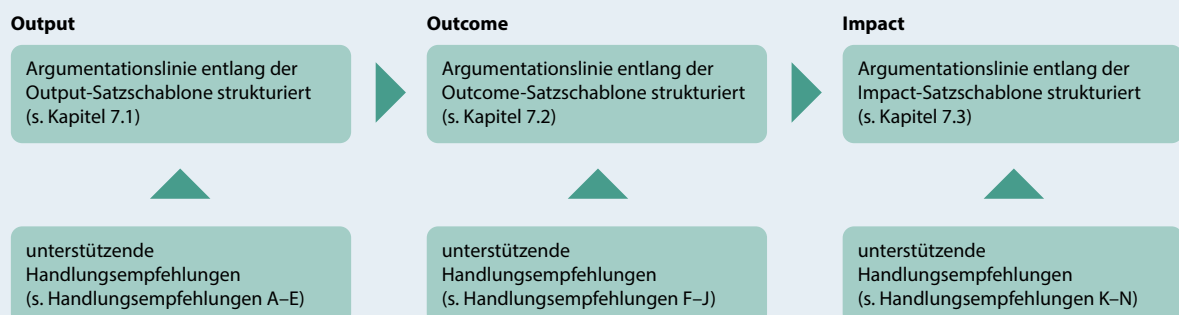 Output
Argumentationslinie entlang der
Output-Satzschablone strukturiert
(s. Kapitel 7.1)
unterstützende
Handlungsempfehlungen
(s. Handlungsempfehlungen A–E)
Outcome
Argumentationslinie entlang der
Outcome-Satzschablone strukturiert
(s. Kapitel 7.2)
unterstützende
Handlungsempfehlungen
(s. Handlungsempfehlungen F–J)
Impact
Argumentationslinie entlang der
Impact-Satzschablone strukturiert
(s. Kapitel 7.3)
unterstützende
Handlungsempfehlungen
(s. Handlungsempfehlungen K–N)